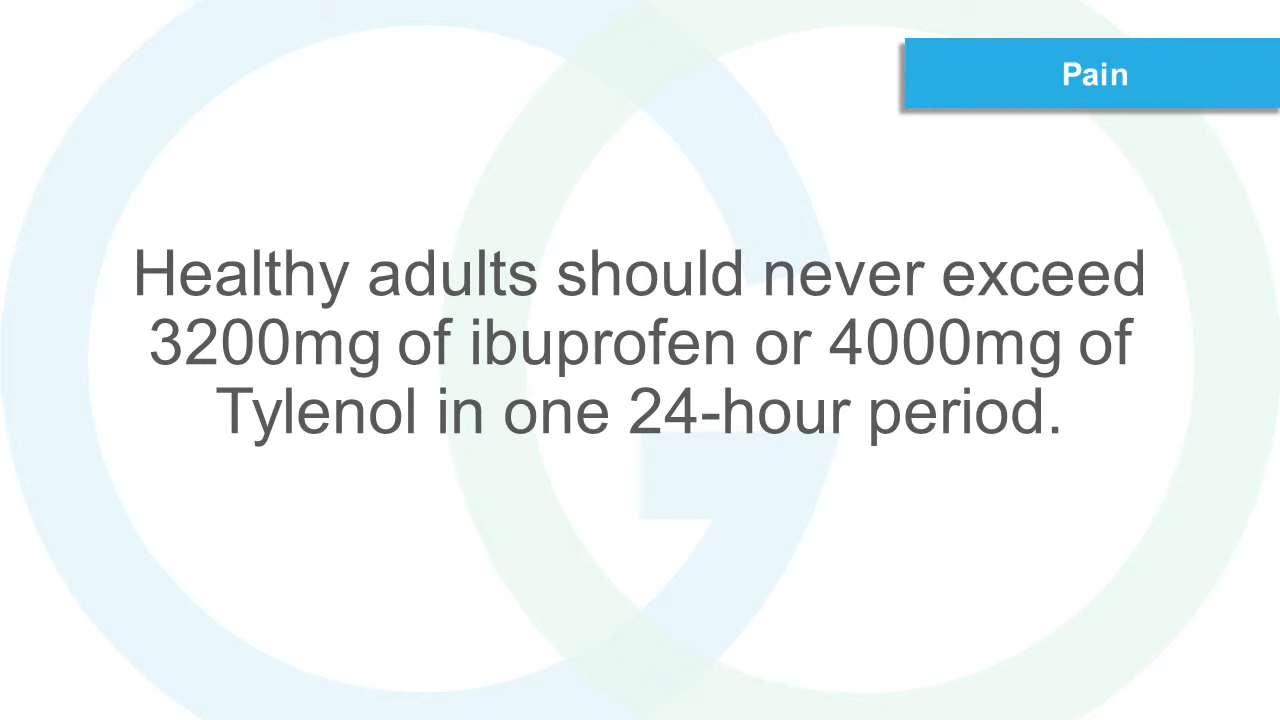 Pain
Healthy adults should never exceed
3200mg of ibuprofen or 4000mg of
Tylenol in one 24-hour period.